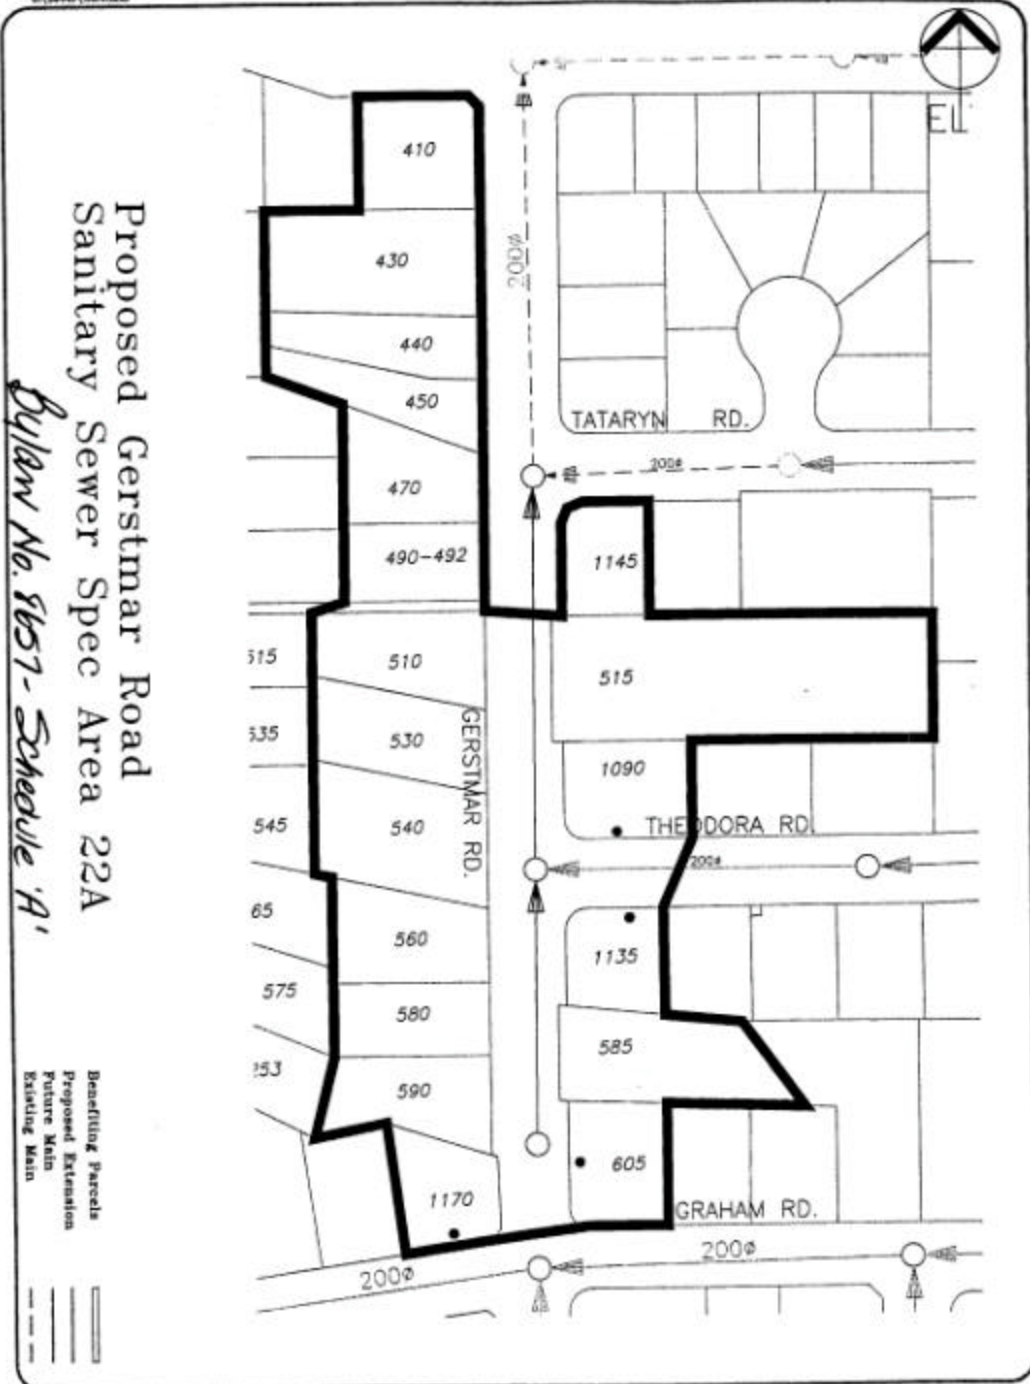 EL
410
430
200ø
440
450
TATARYN RD.
200ø
470
490-492
1145
515
510
515
535
530
GERSTMAR RD.
1090
545
540
THEODORA RD.
200ø
65
560
1135
575
580
585
253
590
605
1170
GRAHAM RD.
200ø
200ø
Proposed Gerstmar Road
Sanitary Sewer Spec Area 22A
Bylaw No. 8657- Schedule 'A'
Benefiting Parcels
Proposed Extension
Future Main
Existing Main